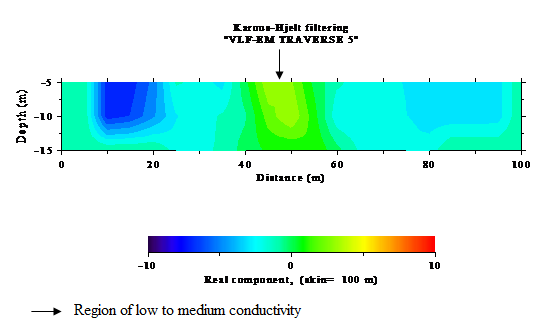 Karous-Hjelt filtering
"VLF-EM TRAVERSE 5"
Depth (m)
-5
-10
-15
0 20 40 60 80 100
Distance (m)
-10 0 10
Real component, (skin= 100 m)
Region of low to medium conductivity